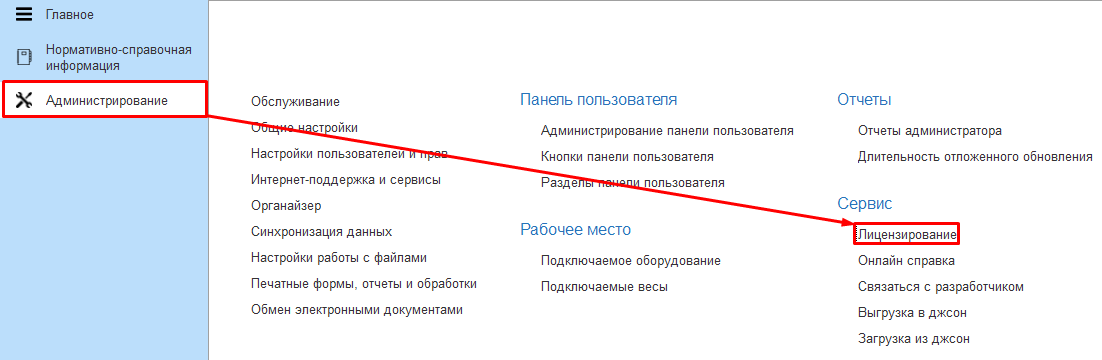 Главное
Нормативно-справочная
информация
Администрирование
Обслуживание
Общие настройки
Настройки пользователей и прав
Интернет-поддержка и сервисы
Органайзер
Синхронизация данных
Настройки работы с файлами
Печатные формы, отчеты и обработки
Обмен электронными документами
Панель пользователя
Администрирование панели пользователя
Кнопки панели пользователя
Разделы панели пользователя
Рабочее место
Подключаемое оборудование
Подключаемые весы
Отчеты
Отчеты администратора
Длительность отложенного обновления
Сервис
Лицензирование
Онлайн справка
Связаться с разработчиком
Выгрузка в джсон
Загрузка из джсон